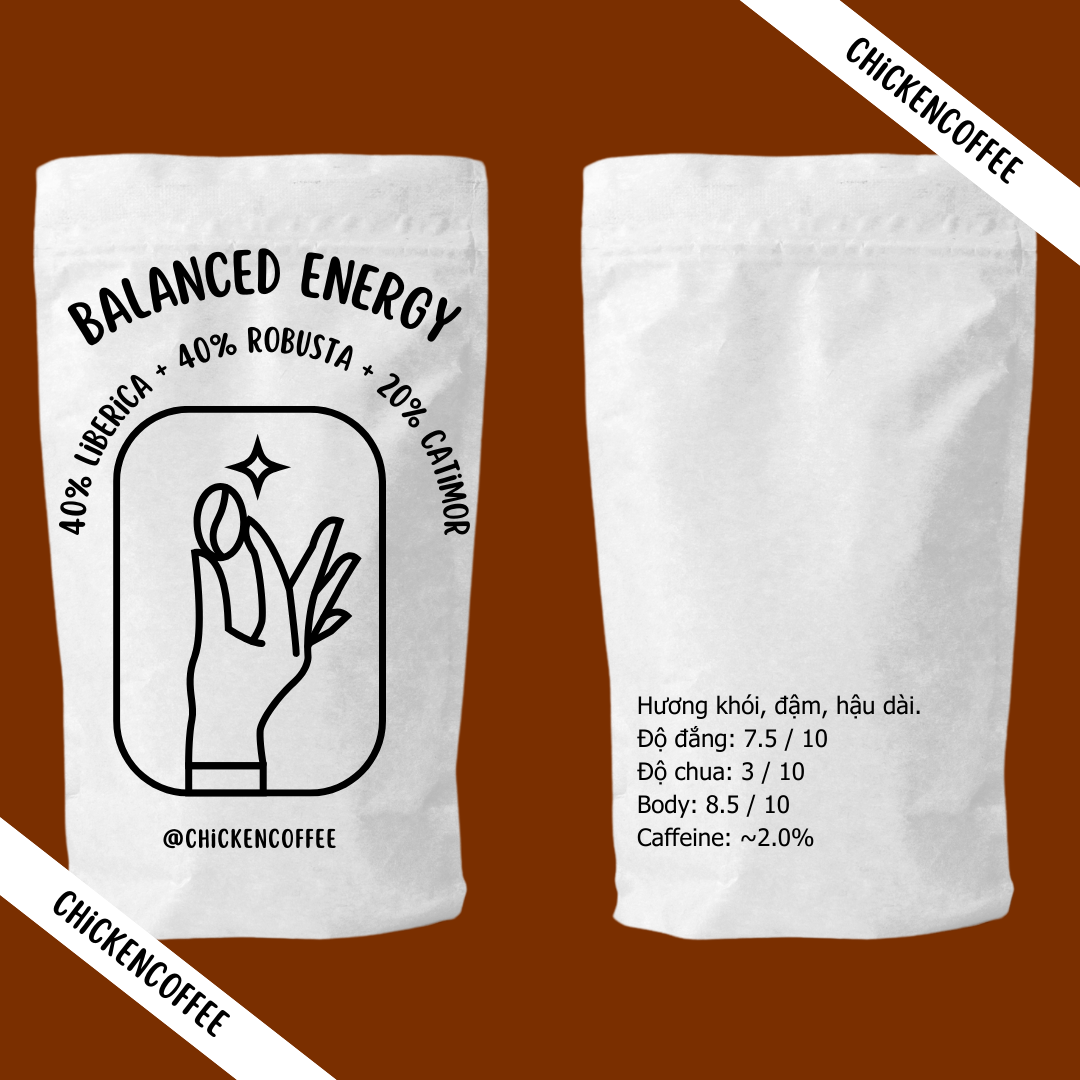 CHiCKENCOFFEE
BALANCED ENERGY
40% LiBERiCA + 40% ROBUSTA + 20% CATiMOR
@CHiCKENCOFFEE
Hương khói, đậm, hậu dài.
Độ đắng: 7.5 / 10
Độ chua: 3 / 10
Body: 8.5 / 10
Caffeine: ~2.0%
CHiCKENCOFFEE